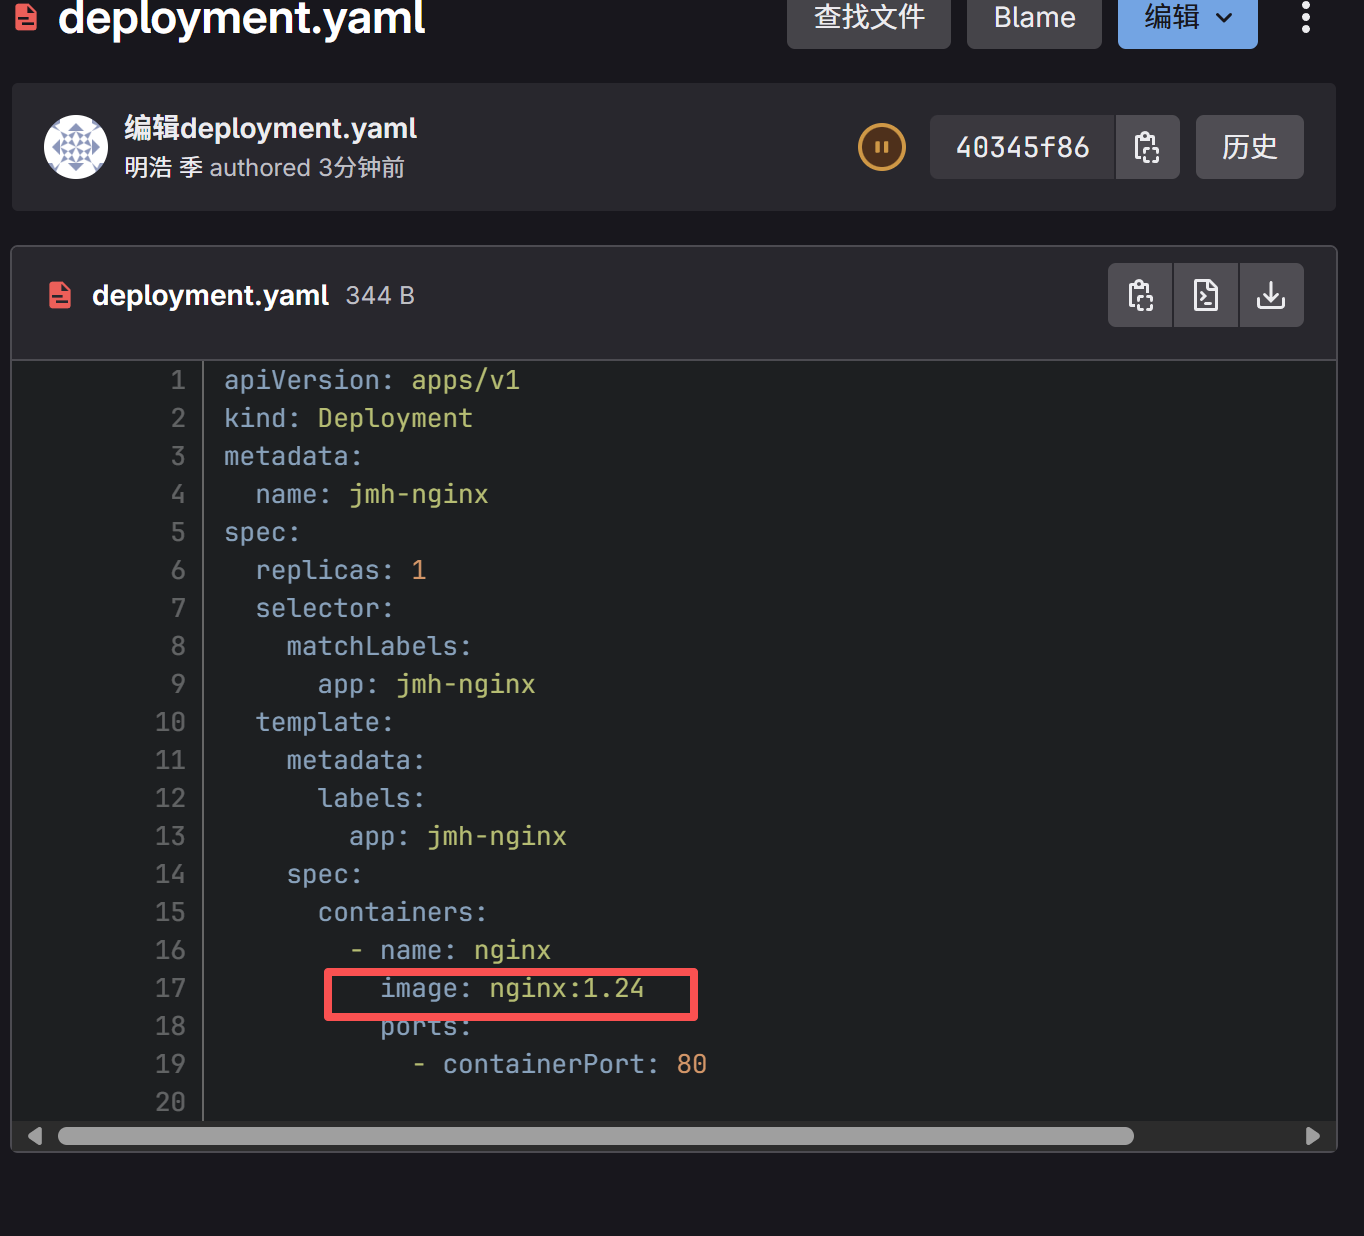 deployment.yaml
查找文件
Blame
编辑
编辑deployment.yaml
明浩 季 authored 3分钟前
40345f86
历史
deployment.yaml 344 B
1 apiVersion: apps/v1
2 kind: Deployment
3 metadata:
4   name: jmh-nginx
5 spec:
6   replicas: 1
7   selector:
8     matchLabels:
9       app: jmh-nginx
10   template:
11     metadata:
12       labels:
13         app: jmh-nginx
14     spec:
15       containers:
16         - name: nginx
17           image: nginx:1.24
18           ports:
19             - containerPort: 80
20